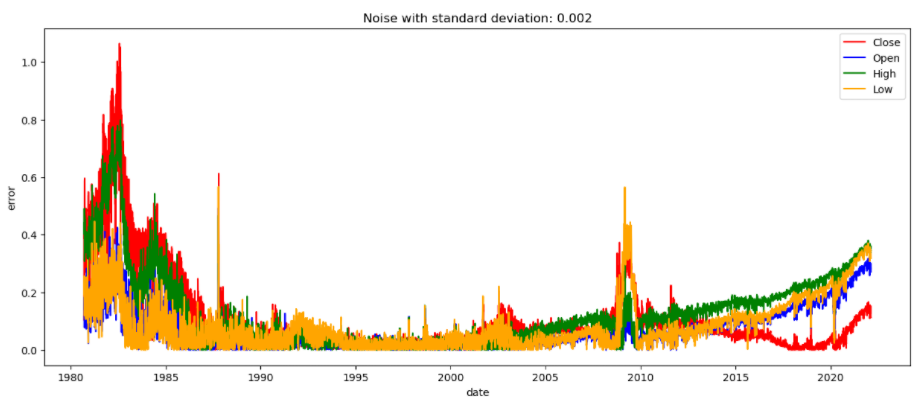 Noise with standard deviation: 0.002
Close
Open
High
Low
1.0
0.8
0.6
0.4
0.2
0.0
error
1980 1985 1990 1995 2000 2005 2010 2015 2020
date